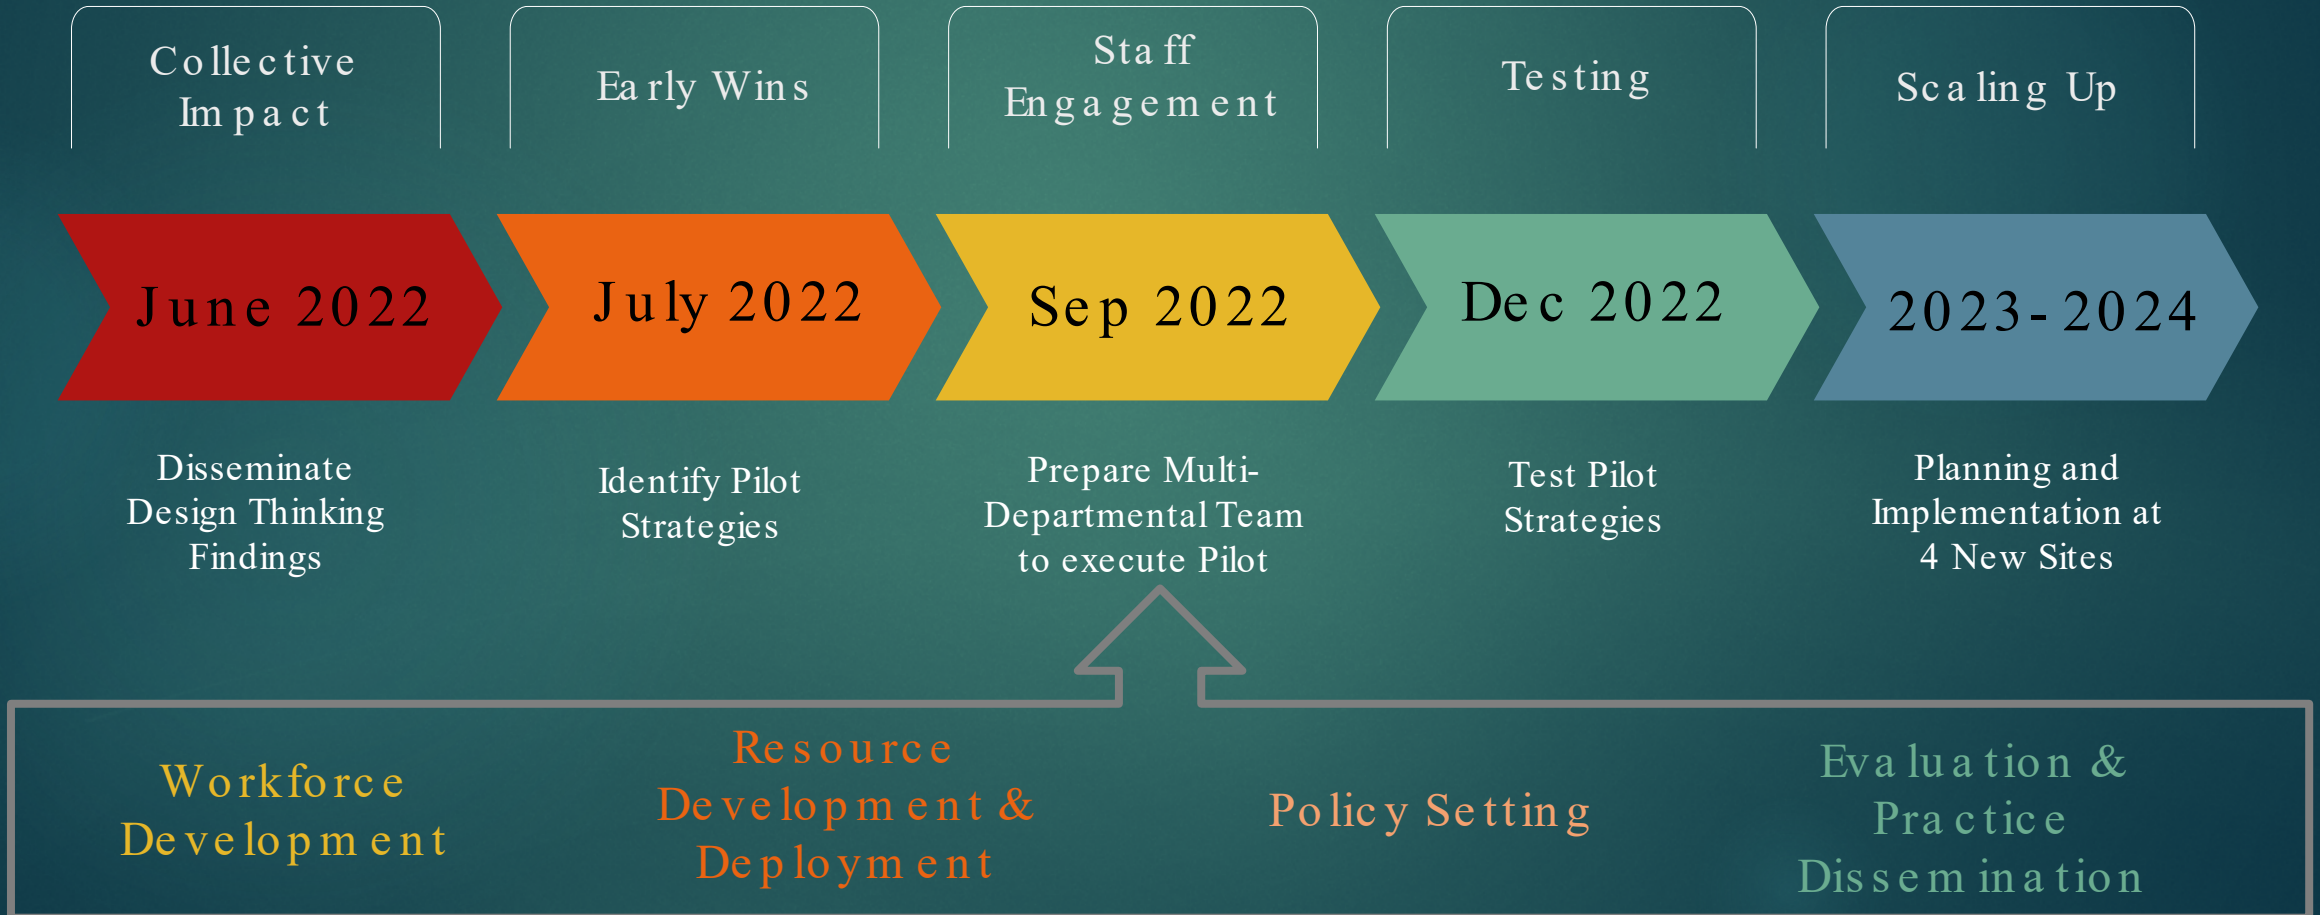 Collective
Impact
Early Wins
Staff
Engagement
Testing
Scaling Up
June 2022
July 2022
Sep 2022
Dec 2022
2023-2024
Disseminate
Design Thinking
Findings
Identify Pilot
Strategies
Prepare Multi-
Departmental Team
to execute Pilot
Test Pilot
Strategies
Planning and
Implementation at
4 New Sites
Workforce
Development
Resource
Development &
Deployment
Policy Setting
Evaluation &
Practice
Dissemination